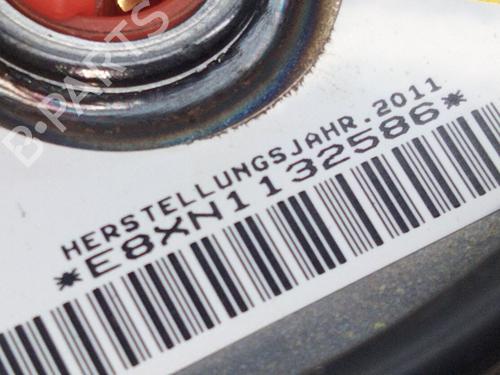 B·PARTS
HERSTELLUNGSJAHR.2011
*E8XN1132586*